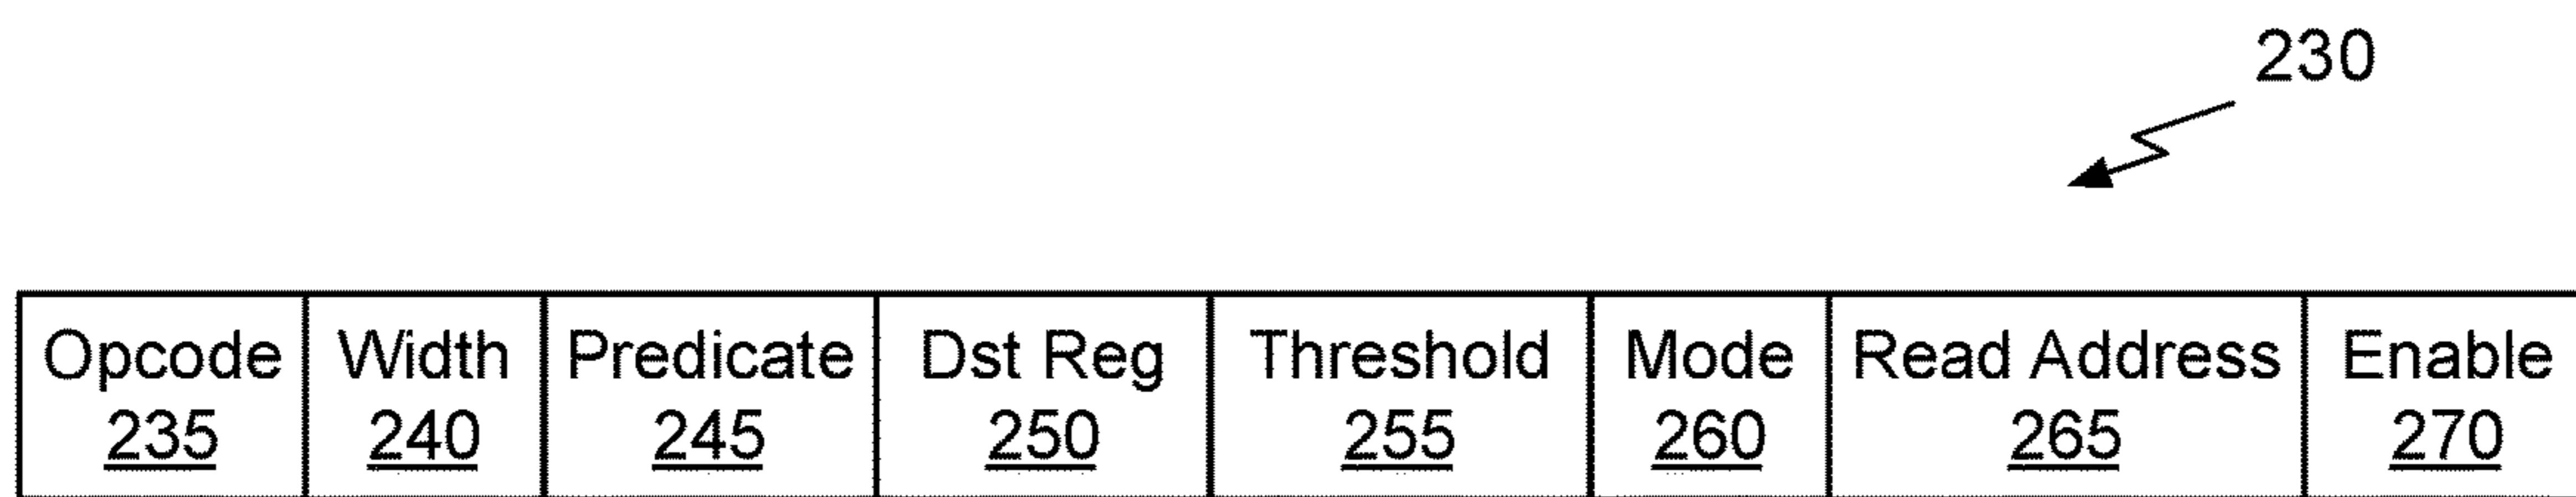 230
Opcode Width Predicate Dst Reg Threshold Mode Read Address Enable
235 240 245 250 255 260 265 270